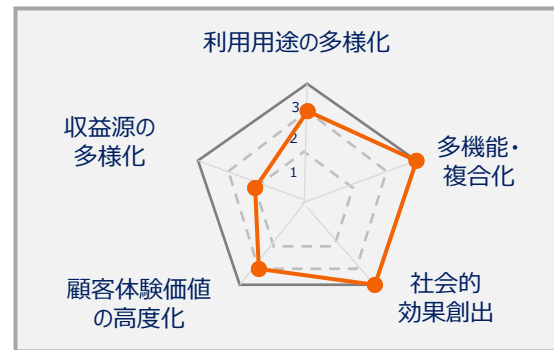 利用用途の多様化
3
2
1
収益源の
多様化
多機能・
複合化
顧客体験価値
の高度化
社会的
効果創出